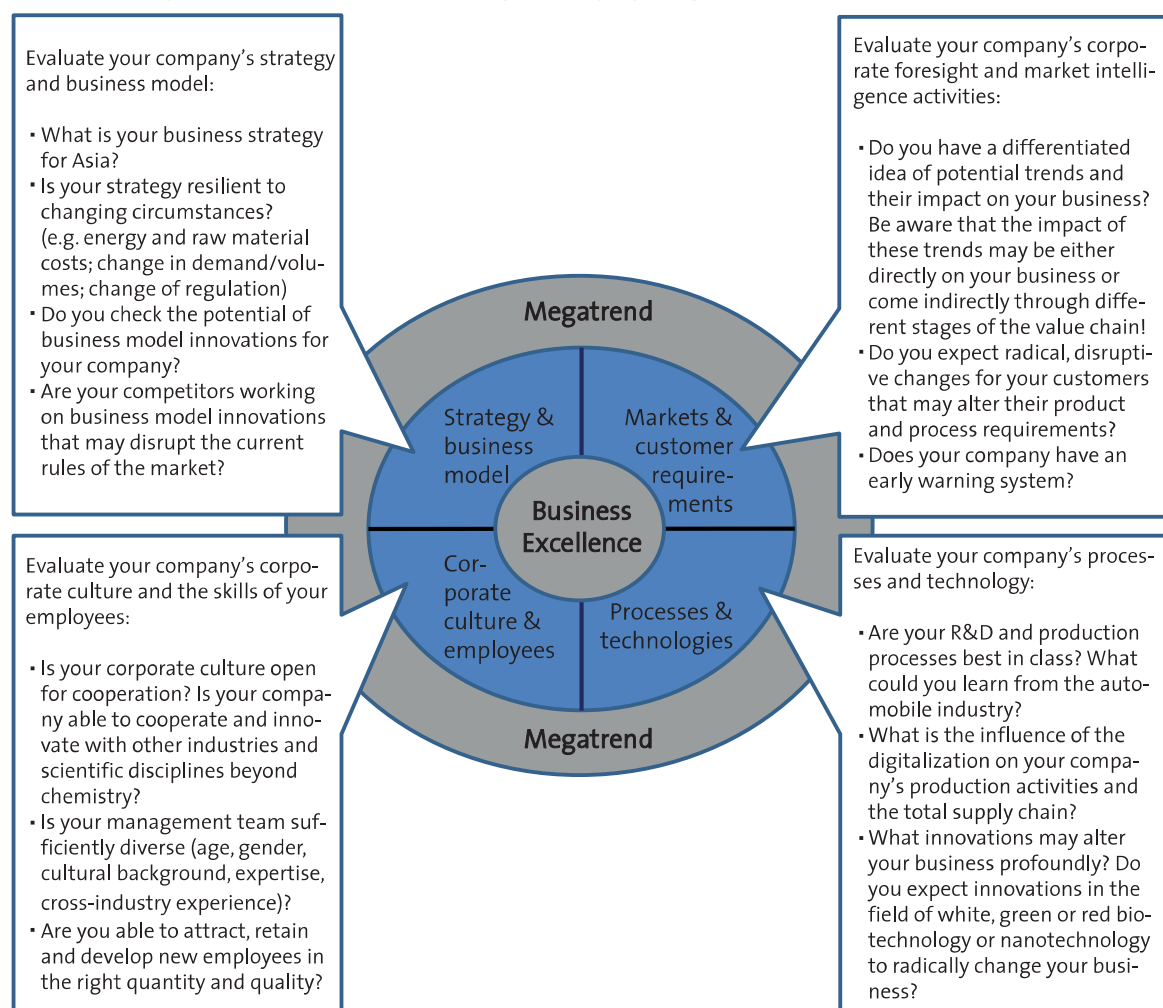 Evaluate your company's strategy
and business model:
▪ What is your business strategy
for Asia?
▪ Is your strategy resilient to
changing circumstances?
(e.g. energy and raw material
costs; change in demand/volu-
mes; change of regulation)
▪ Do you check the potential of
business model innovations for
your company?
▪ Are your competitors working
on business model innovations
that may disrupt the current
rules of the market?
Evaluate your company's corpo-
rate foresight and market intelli-
gence activities:
▪ Do you have a differentiated
idea of potential trends and
their impact on your business?
Be aware that the impact of
these trends may be either
directly on your business or
come indirectly through diffe-
rent stages of the value chain!
▪ Do you expect radical, disrupti-
ve changes for your customers
that may alter their product
and process requirements?
▪ Does your company have an
early warning system?
Megatrend
Strategy &
business
model
Markets &
customer
require-
ments
Business
Excellence
Cor-
porate
culture &
employees
Processes &
technologies
Megatrend
Evaluate your company's corpo-
rate culture and the skills of your
employees:
▪ Is your corporate culture open
for cooperation? Is your compa-
ny able to cooperate and inno-
vate with other industries and
scientific disciplines beyond
chemistry?
▪ Is your management team suf-
ficiently diverse (age, gender,
cultural background, expertise,
cross-industry experience)?
▪ Are you able to attract, retain
and develop new employees in
the right quantity and quality?
Evaluate your company's proces-
ses and technology:
▪ Are your R&D and production
processes best in class? What
could you learn from the auto-
mobile industry?
▪ What is the influence of the
digitalization on your compa-
ny's production activities and
the total supply chain?
▪ What innovations may alter
your business profoundly? Do
you expect innovations in the
field of white, green or red bio-
technology or nanotechnology
to radically change your busi-
ness?